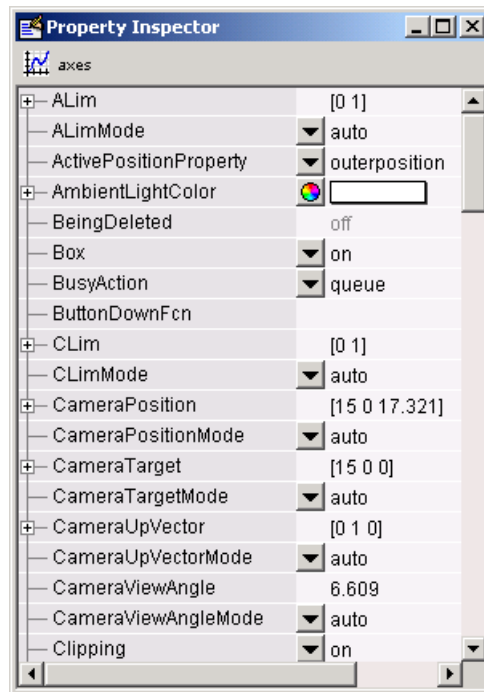 Property Inspector
axes
ALim [0 1]
ALimMode auto
ActivePositionProperty outerposition
AmbientLightColor
BeingDeleted off
Box on
BusyAction queue
ButtonDownFcn
CLim [0 1]
CLimMode auto
CameraPosition [15 0 17.321]
CameraPositionMode auto
CameraTarget [15 0 0]
CameraTargetMode auto
CameraUpVector [0 1 0]
CameraUpVectorMode auto
CameraViewAngle 6.609
CameraViewAngleMode auto
Clipping on